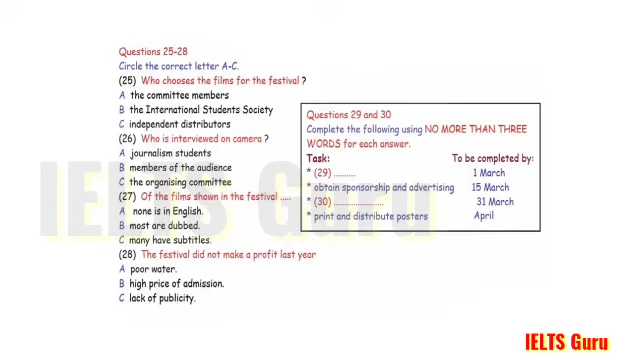 Questions 25-28
Circle the correct letter A-C.
(25) Who chooses the films for the festival ?
A the committee members
B the International Students Society
C independent distributors
(26) Who is interviewed on camera ?
A journalism students
B members of the audience
C the organising committee
(27) Of the films shown in the festival .....
A none is in English.
B most are dubbed.
C many have subtitles.
(28) The festival did not make a profit last year
A poor water.
B high price of admission.
C lack of publicity.
Questions 29 and 30
Complete the following using NO MORE THAN THREE
WORDS for each answer.
Task: To be completed by:
* (29) .......... 1 March
* obtain sponsorship and advertising 15 March
* (30) ....................... 31 March
* print and distribute posters April
IELTS Guru
IELTS Guru